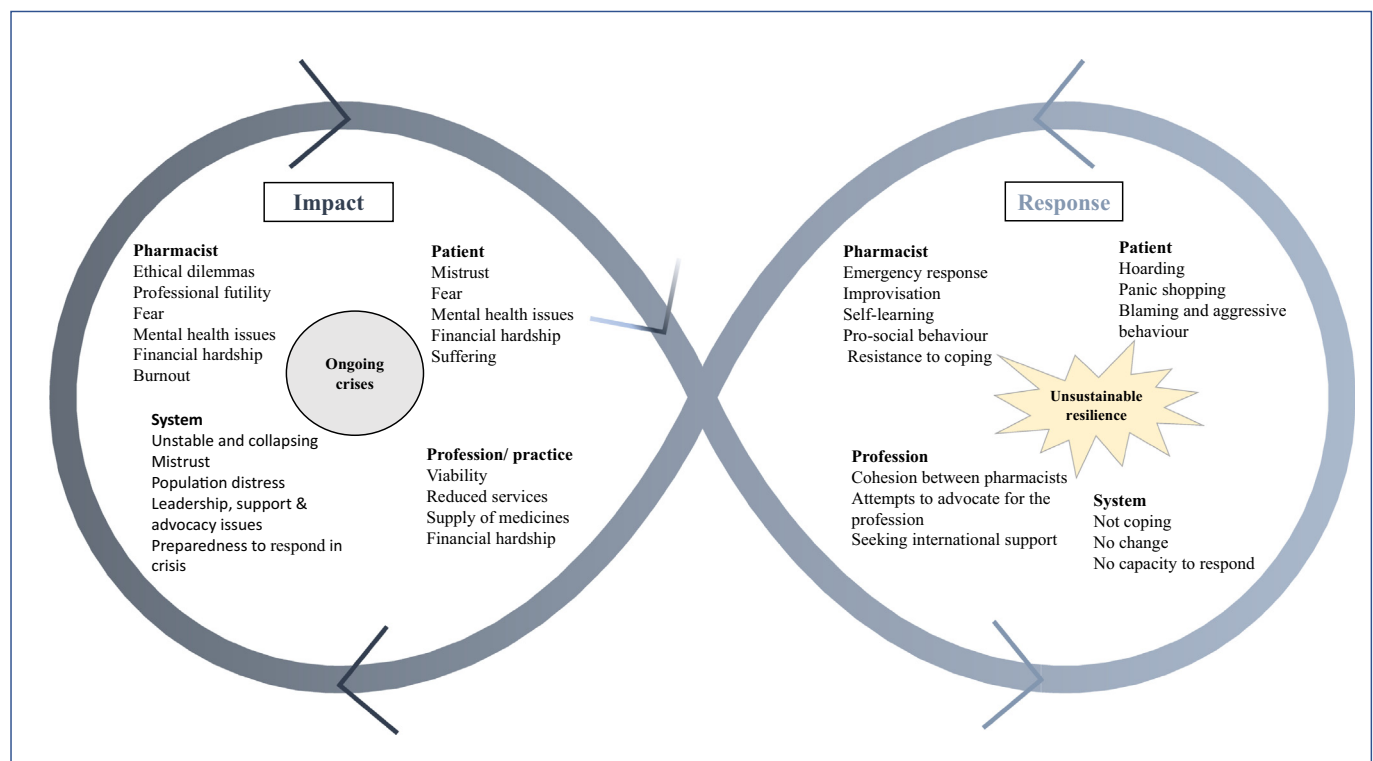 Impact
Pharmacist
Ethical dilemmas
Professional futility
Fear
Mental health issues
Financial hardship
Burnout
Patient
Mistrust
Fear
Mental health issues
Financial hardship
Suffering
Ongoing
crises
System
Unstable and collapsing
Mistrust
Population distress
Leadership, support &
advocacy issues
Preparedness to respond in
crisis
Profession/ practice
Viability
Reduced services
Supply of medicines
Financial hardship
Response
Pharmacist
Emergency response
Improvisation
Self-learning
Pro-social behaviour
Resistance to coping
Patient
Hoarding
Panic shopping
Blaming and aggressive
behaviour
Unsustainable
resilience
Profession
Cohesion between pharmacists
Attempts to advocate for the
profession
Seeking international support
System
Not coping
No change
No capacity to respond